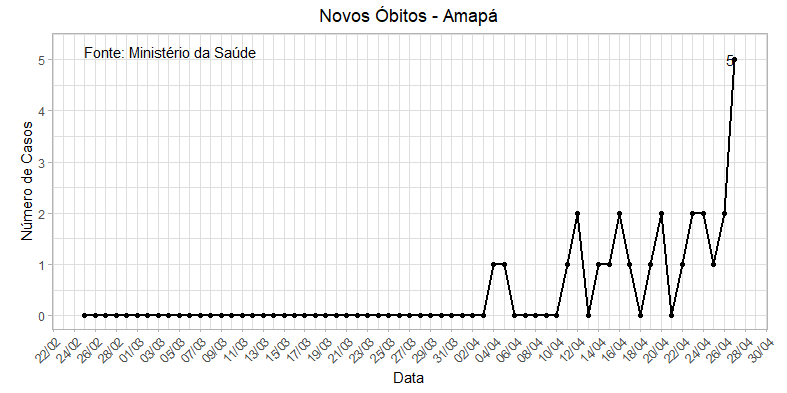 Novos Óbitos - Amapá
Fonte: Ministério da Saúde
5
5
4
3
2
1
0
Número de Casos
22/02 24/02 26/02 28/02 01/03 03/03 05/03 07/03 09/03 11/03 13/03 15/03 17/03 19/03 21/03 23/03 25/03 27/03 29/03 31/03 02/04 04/04 06/04 08/04 10/04 12/04 14/04 16/04 18/04 20/04 22/04 24/04 26/04 28/04 30/04
Data